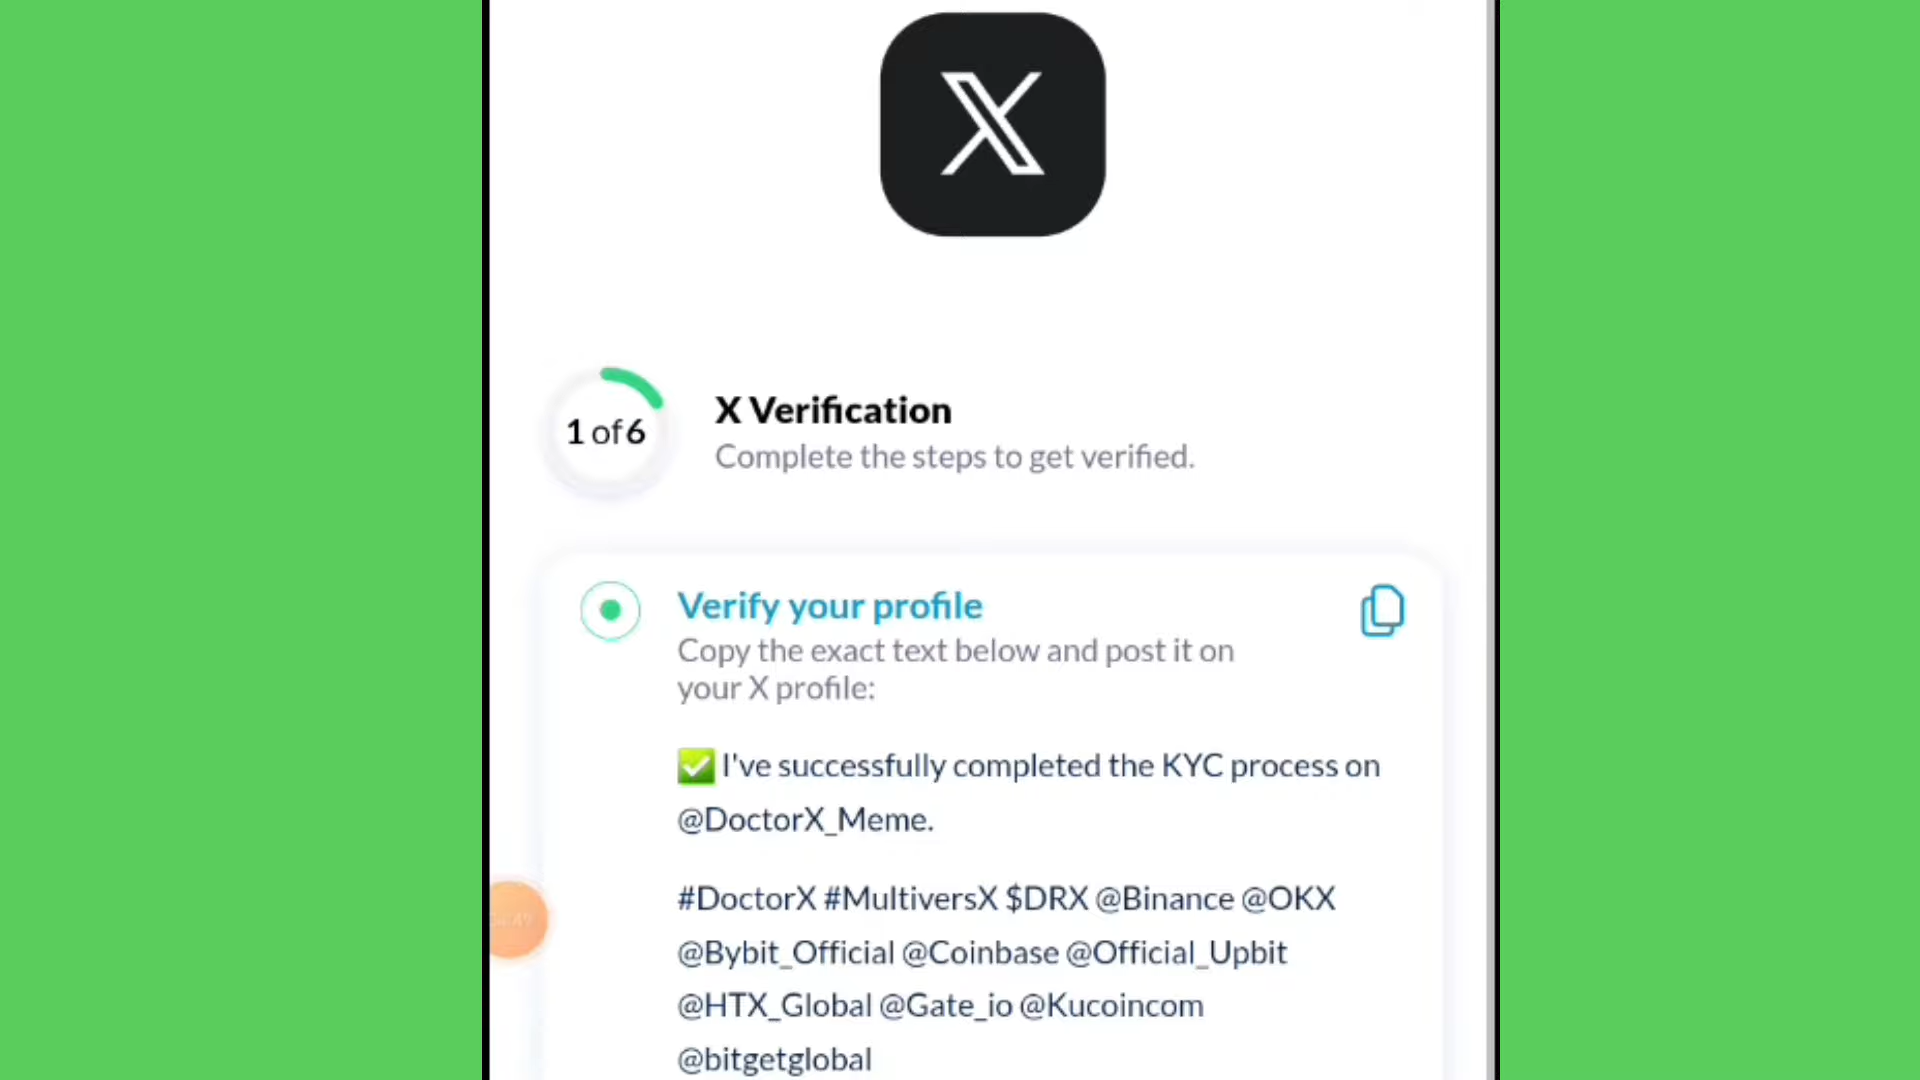 1 of 6
X Verification
Complete the steps to get verified.
Verify your profile
Copy the exact text below and post it on
your X profile:
✅ I've successfully completed the KYC process on
@DoctorX_Meme.
#DoctorX #MultiversX $DRX @Binance @OKX
@Bybit_Official @Coinbase @Official_Upbit
@HTX_Global @Gate_io @Kucoincom
@bitgetglobal